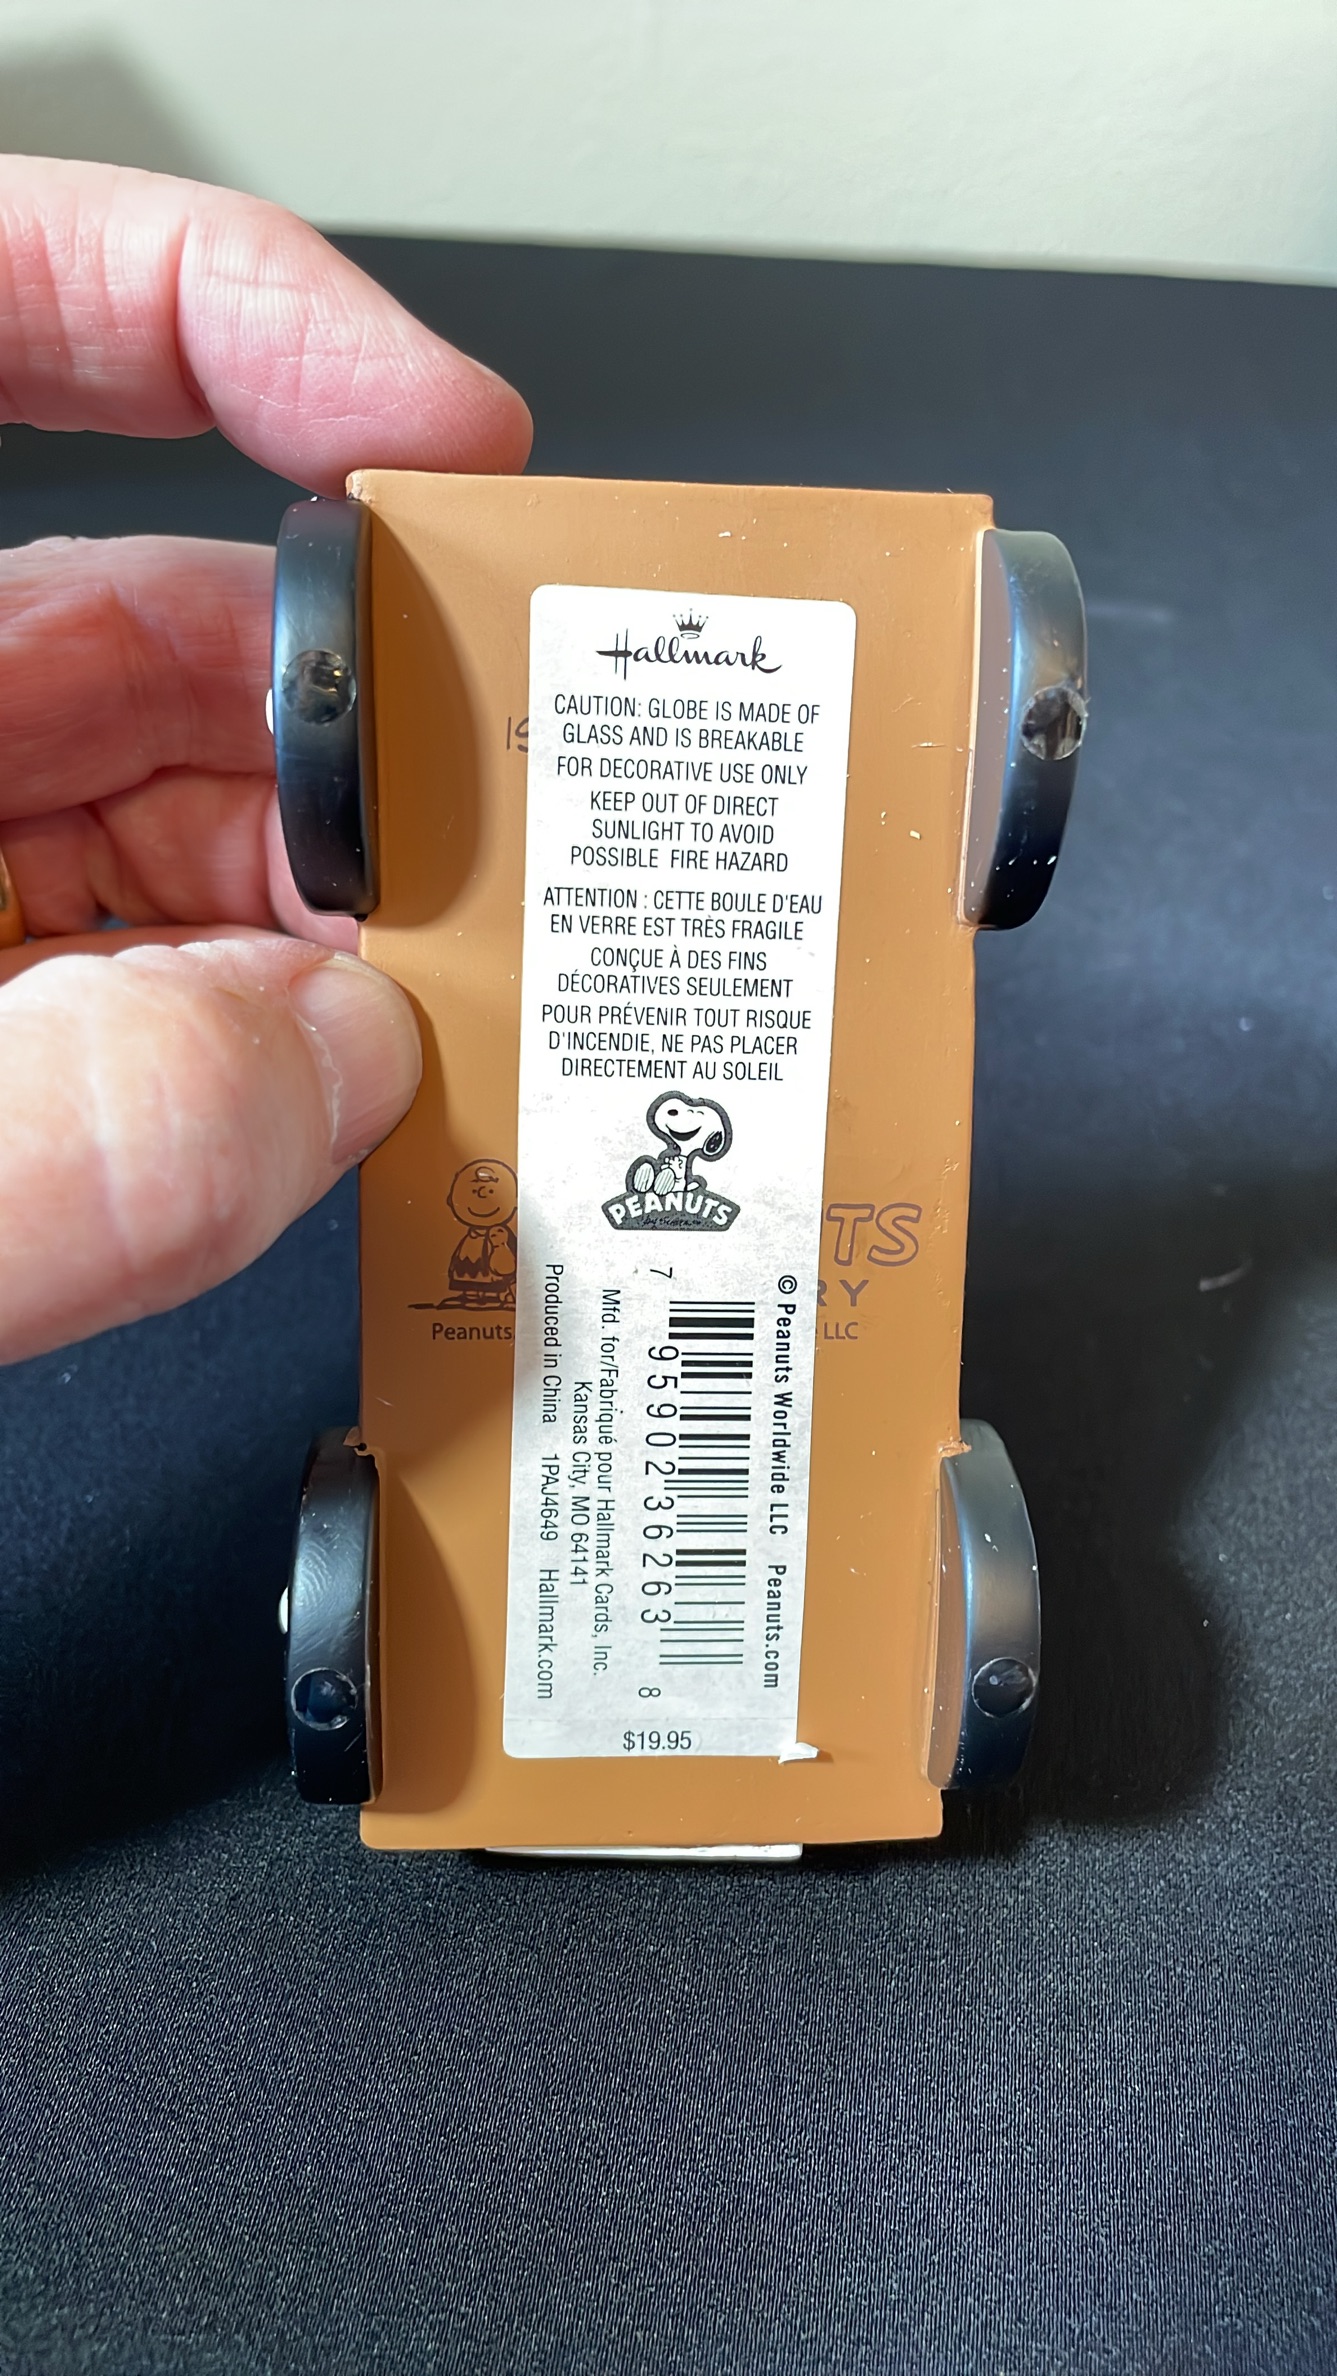 Hallmark
CAUTION: GLOBE IS MADE OF
GLASS AND IS BREAKABLE
FOR DECORATIVE USE ONLY
KEEP OUT OF DIRECT
SUNLIGHT TO AVOID
POSSIBLE FIRE HAZARD
ATTENTION : CETTE BOULE D'EAU
EN VERRE EST TRÈS FRAGILE
CONÇUE À DES FINS
DÉCORATIVES SEULEMENT
POUR PRÉVENIR TOUT RISQUE
D'INCENDIE, NE PAS PLACER
DIRECTEMENT AU SOLEIL
PEANUTS
© Peanuts Worldwide LLC Peanuts.com
7 95902 36263 8
Mfd. for/Fabriqué pour Hallmark Cards, Inc.
Kansas City, MO 64141
Produced in China 1PAJ4649 Hallmark.com
$19.95
TS
RY
Peanuts
LLC